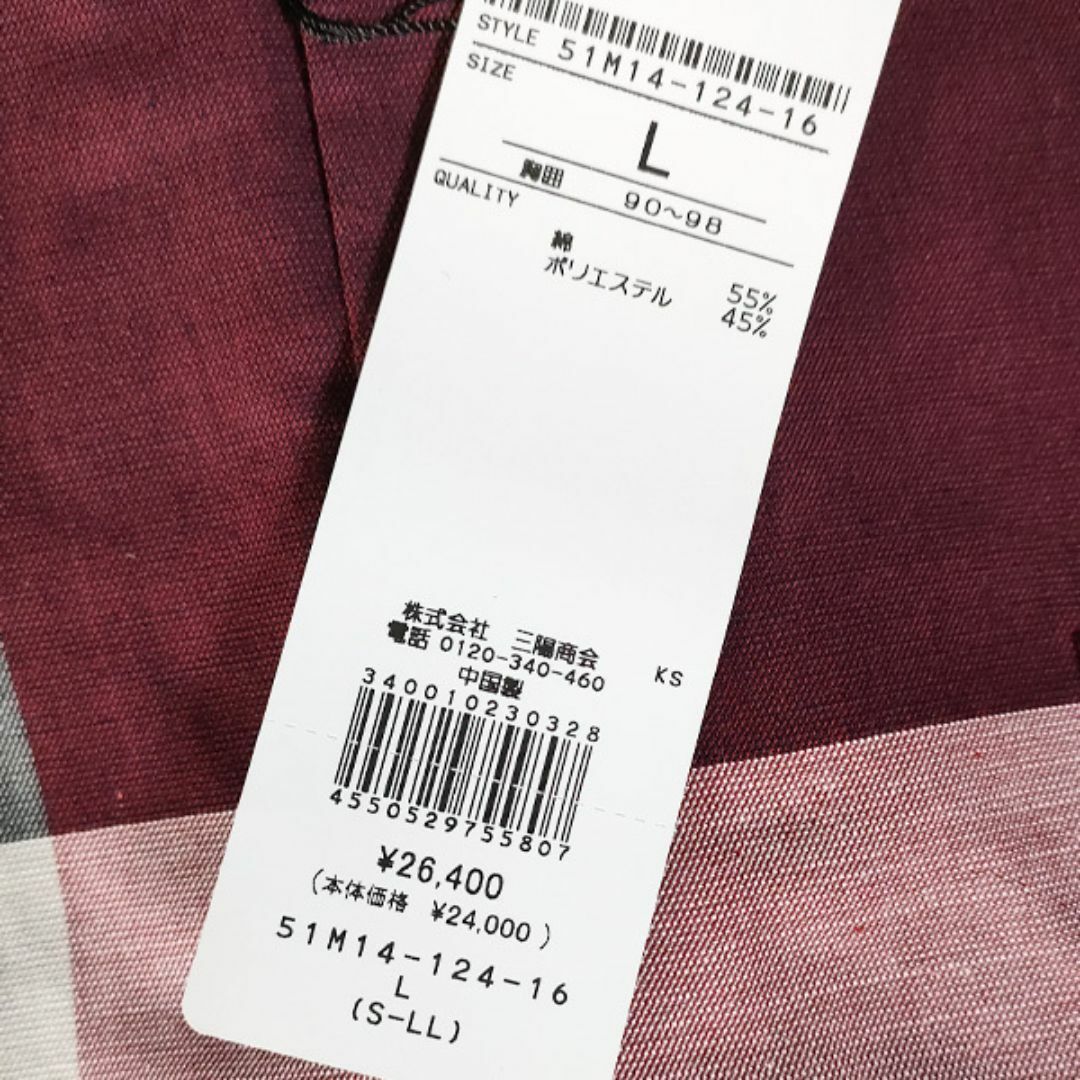 STYLE 51M14-124-16
SIZE
L
胸囲 90~98
QUALITY
綿 55%
ポリエステル 45%
株式会社 三陽商会
電話 0120-340-460 KS
中国製
340010230328
4550529755807
¥26,400
(本体価格 ¥24,000)
51M14-124-16
L
(S-LL)